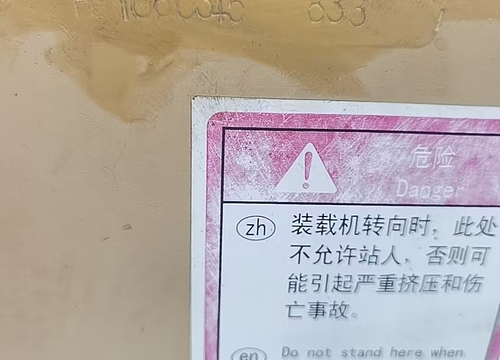 危险
Danger
zh
装载机转向时，此处
不允许站人，否则可
能引起严重挤压和伤
亡事故。
en
Do not stand here when